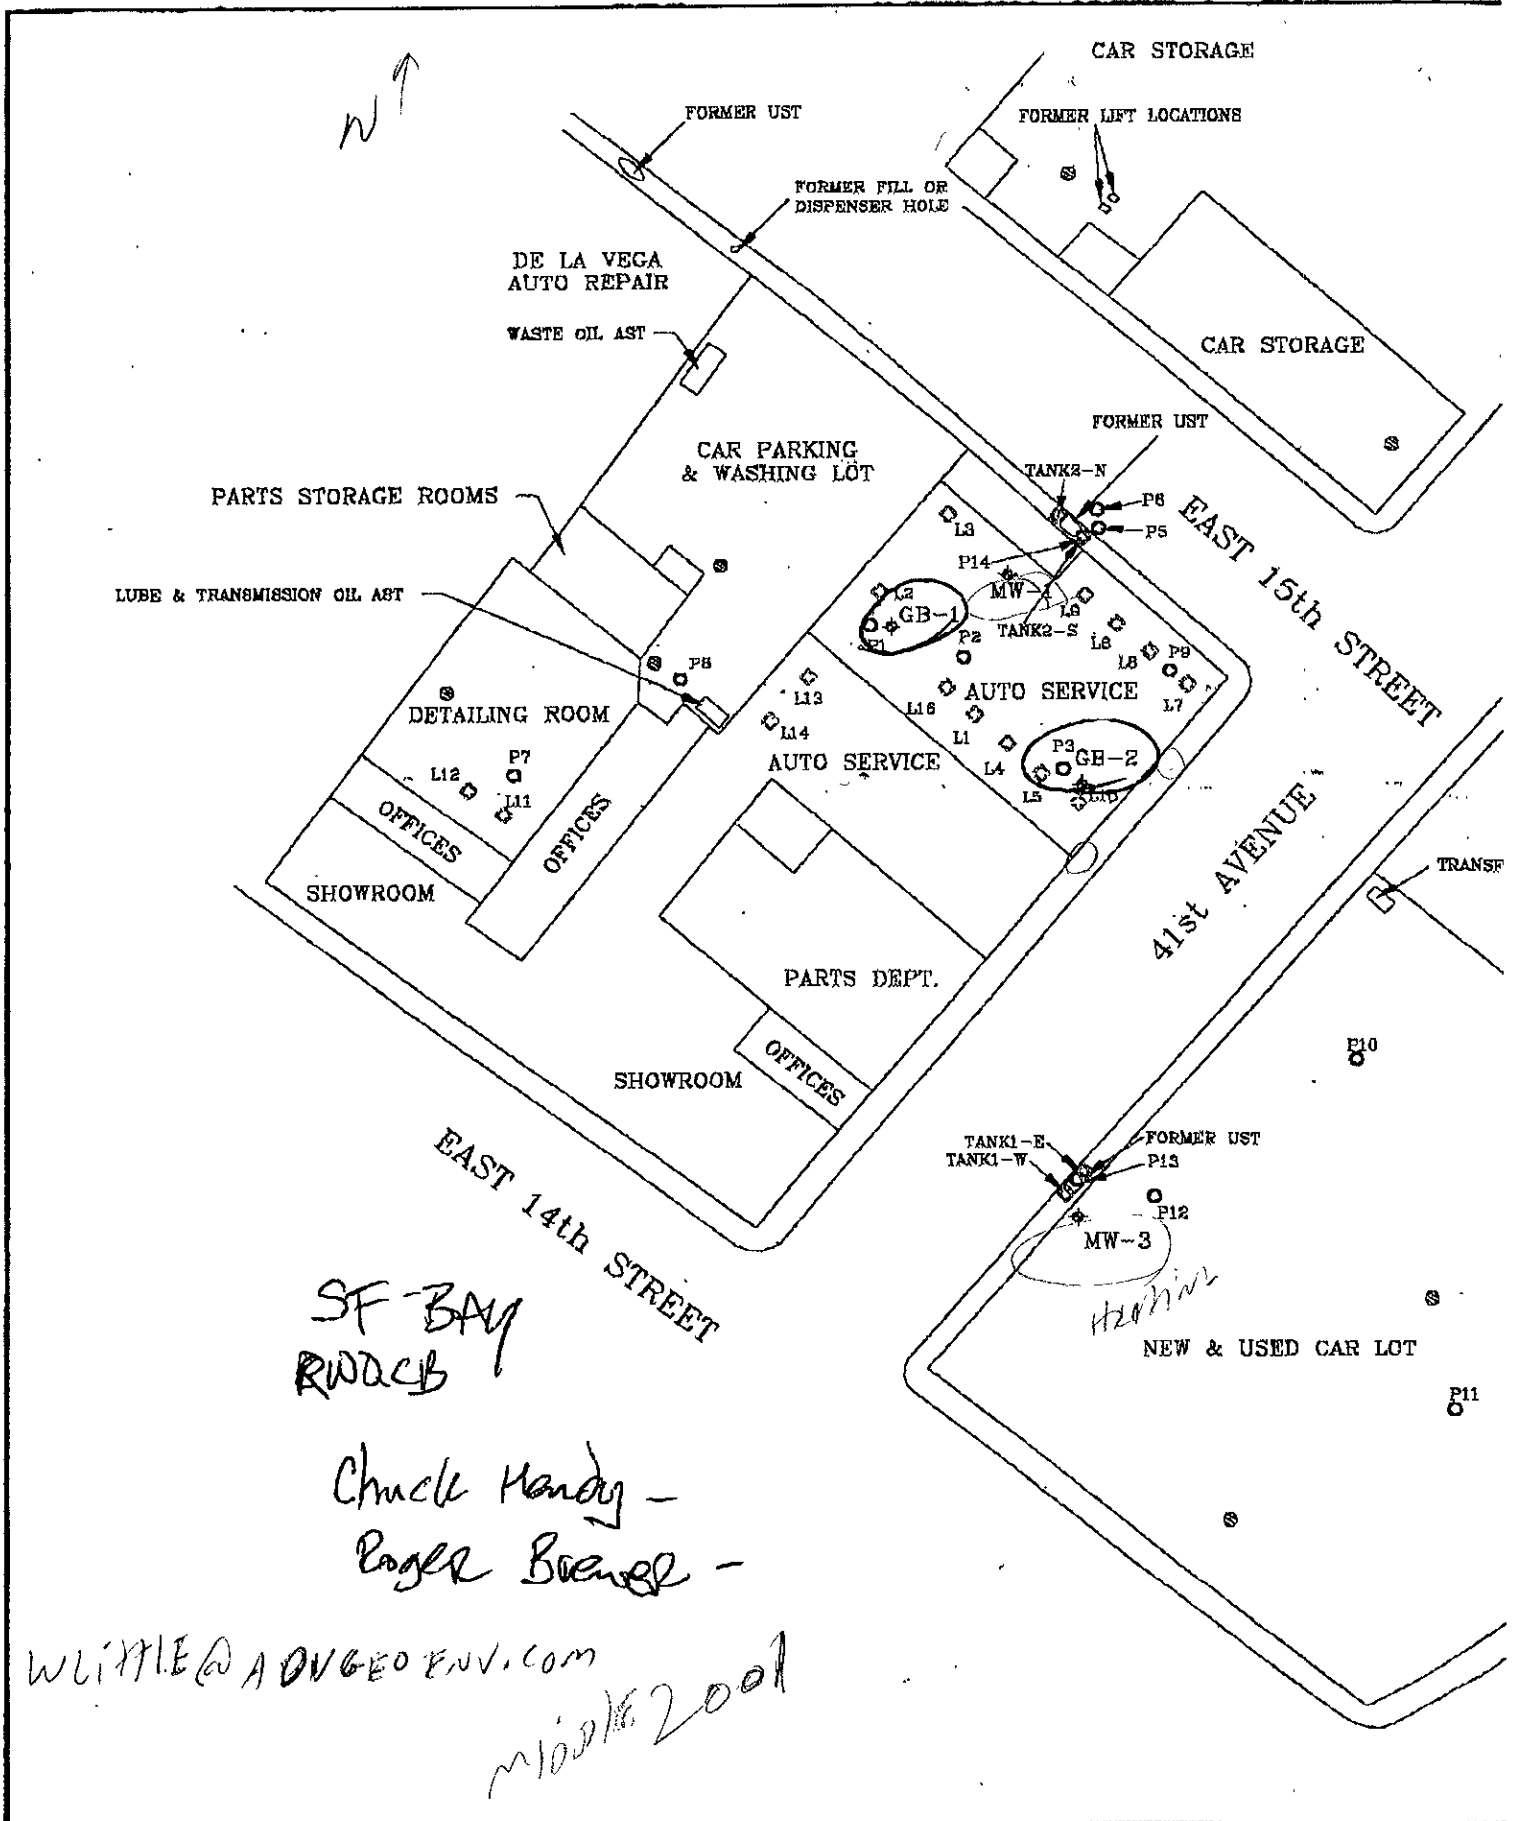 N
CAR STORAGE
FORMER UST
FORMER LIFT LOCATIONS
FORMER FILL OR
DISPENSER HOLE
DE LA VEGA
AUTO REPAIR
WASTE OIL AST
CAR STORAGE
FORMER UST
CAR PARKING
& WASHING LOT
TANK2-N
PARTS STORAGE ROOMS
P6
P5
EAST 15th STREET
L3
P14
LUBE & TRANSMISSION OIL AST
L2
MW-4
GB-1
L9
TANK2-S
P1
P2
L6
L8
P9
P8
L13
L16
AUTO SERVICE
L7
DETAILING ROOM
L14
L1
P3
GB-2
AUTO SERVICE
L4
P7
L12
L5
L10
L11
OFFICES
OFFICES
41st AVENUE
TRANSF
SHOWROOM
PARTS DEPT.
P10
OFFICES
SHOWROOM
EAST 14th STREET
TANK1-E
FORMER UST
TANK1-W
P13
P12
MW-3
NEW & USED CAR LOT
P11
SF-BAY
RWQCB
Chuck Handy -
Roger Brewer -
WLittlE@ADVGEOENV.com
MiddlE 2001